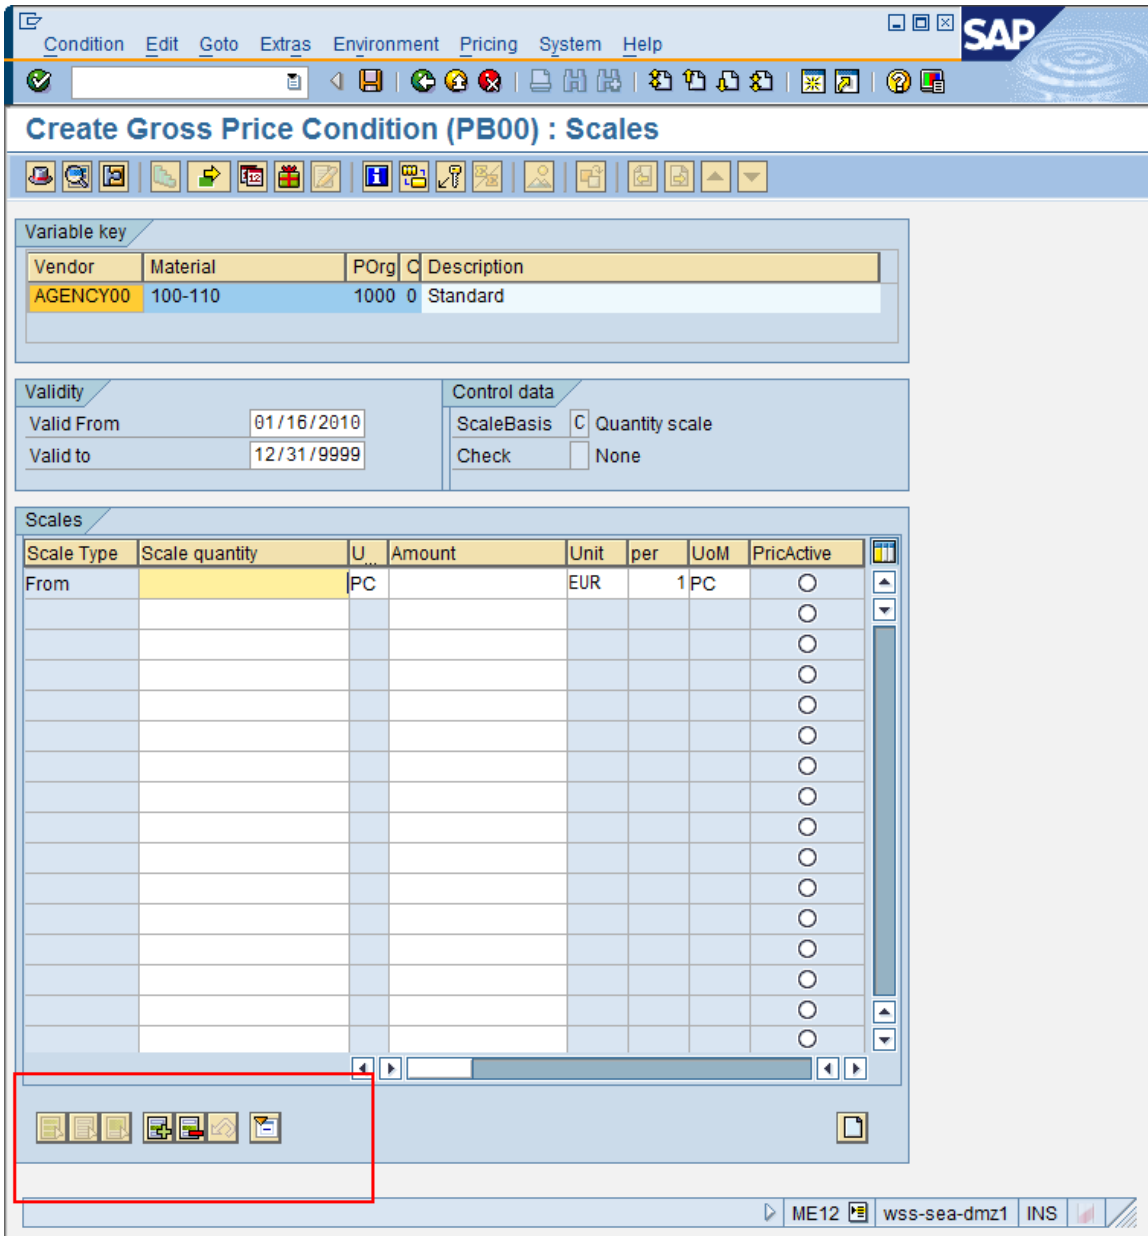 Condition Edit Goto Extras Environment Pricing System Help
SAP
Create Gross Price Condition (PB00) : Scales
Variable key
Vendor Material POrg C Description
AGENCY00 100-110 1000 0 Standard
Validity Control data
Valid From 01/16/2010 ScaleBasis C Quantity scale
Valid to 12/31/9999 Check None
Scales
Scale Type Scale quantity U... Amount Unit per UoM PricActive
From PC EUR 1 PC
ME12 wss-sea-dmz1 INS